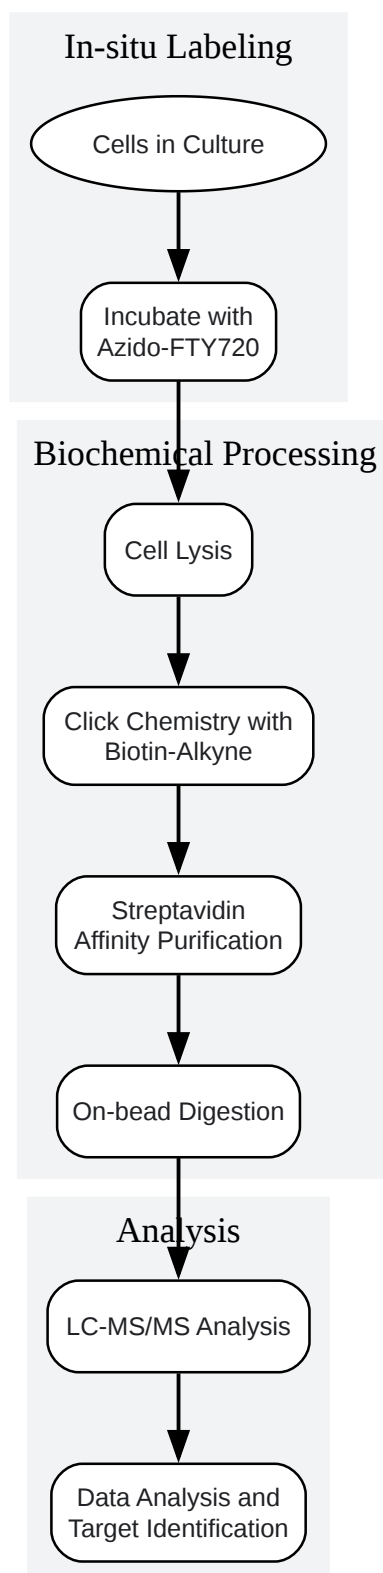 In-situ Labeling
Cells in Culture
Incubate with
Azido-FTY720
Biochemical Processing
Cell Lysis
Click Chemistry with
Biotin-Alkyne
Streptavidin
Affinity Purification
On-bead Digestion
Analysis
LC-MS/MS Analysis
Data Analysis and
Target Identification